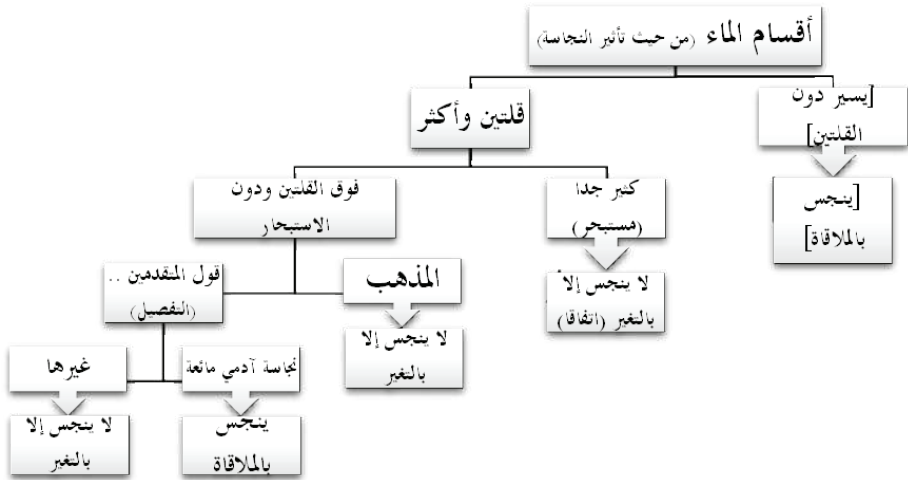 أقسام الماء (من حيث تأثير النجاسة)
[يسير دون
القلتين]
[ينجس
بالملاقاة]
قلتين وأكثر
كثير جدا
(مستبحر)
لا ينجس إلا
بالتغير (اتفاقا)
فوق القلتين ودون
الاستبحار
المذهب
لا ينجس إلا
بالتغير
قول المتقدمين ..
(التفصيل)
نجاسة آدمي مائعة
ينجس
بالملاقاة
غيرها
لا ينجس إلا
بالتغير